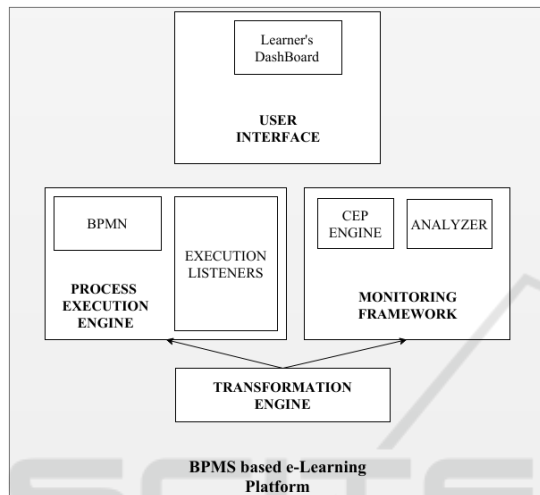 Learner's
DashBoard
USER
INTERFACE
BPMN
EXECUTION
LISTENERS
PROCESS
EXECUTION
ENGINE
CEP
ENGINE
ANALYZER
MONITORING
FRAMEWORK
TRANSFORMATION
ENGINE
BPMS based e-Learning
Platform